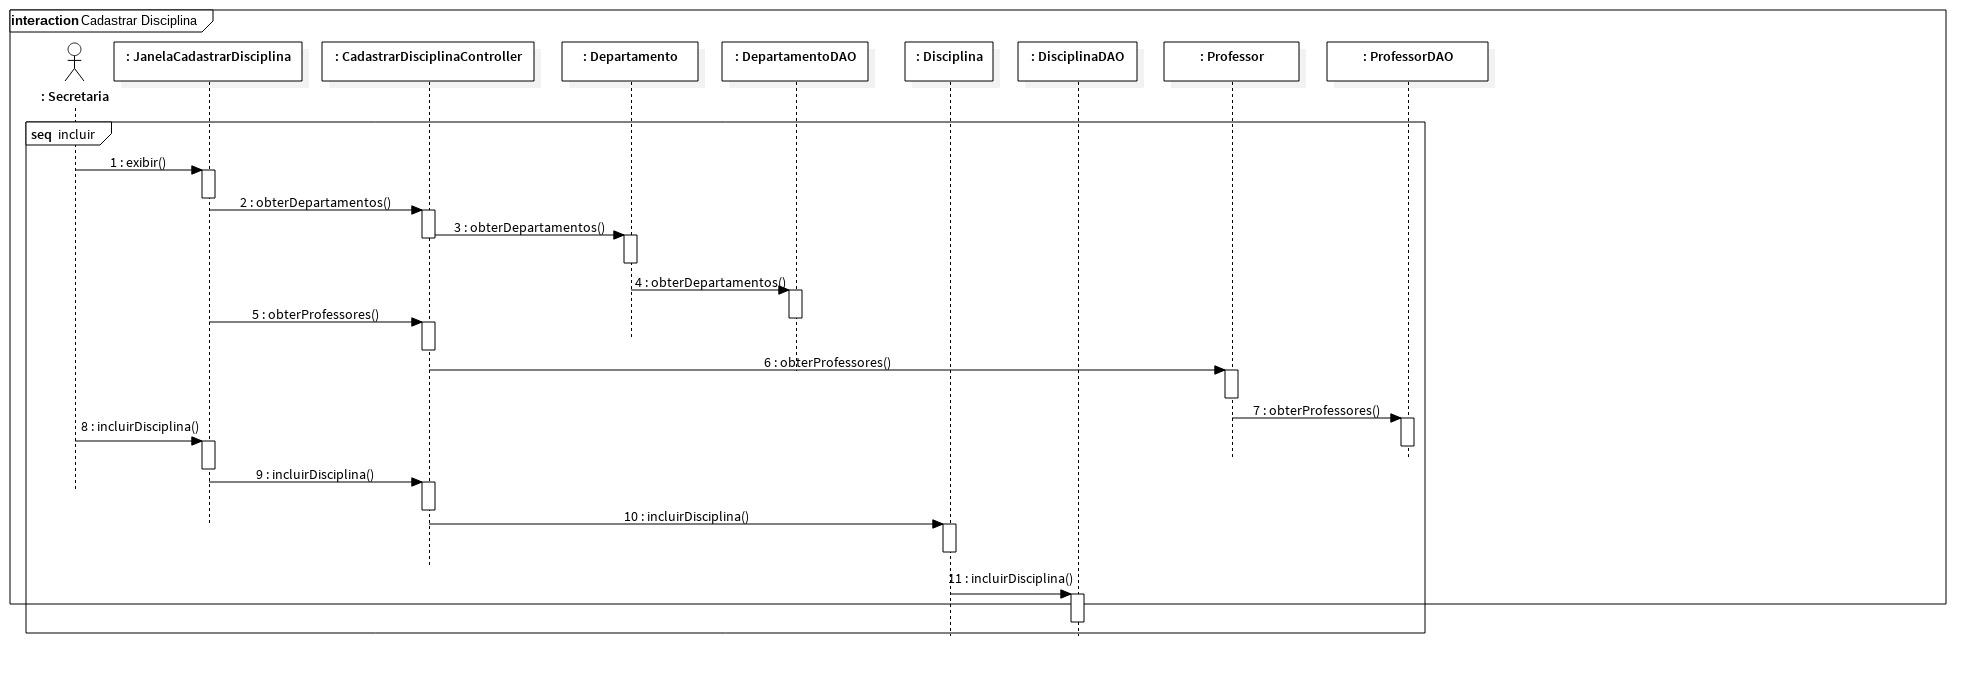 interaction Cadastrar Disciplina
: Secretaria
: JanelaCadastrarDisciplina
: CadastrarDisciplinaController
: Departamento
: DepartamentoDAO
: Disciplina
: DisciplinaDAO
: Professor
: ProfessorDAO
seq incluir
1 : exibir()
2 : obterDepartamentos()
3 : obterDepartamentos()
4 : obterDepartamentos()
5 : obterProfessores()
6 : obterProfessores()
7 : obterProfessores()
8 : incluirDisciplina()
9 : incluirDisciplina()
10 : incluirDisciplina()
11 : incluirDisciplina()